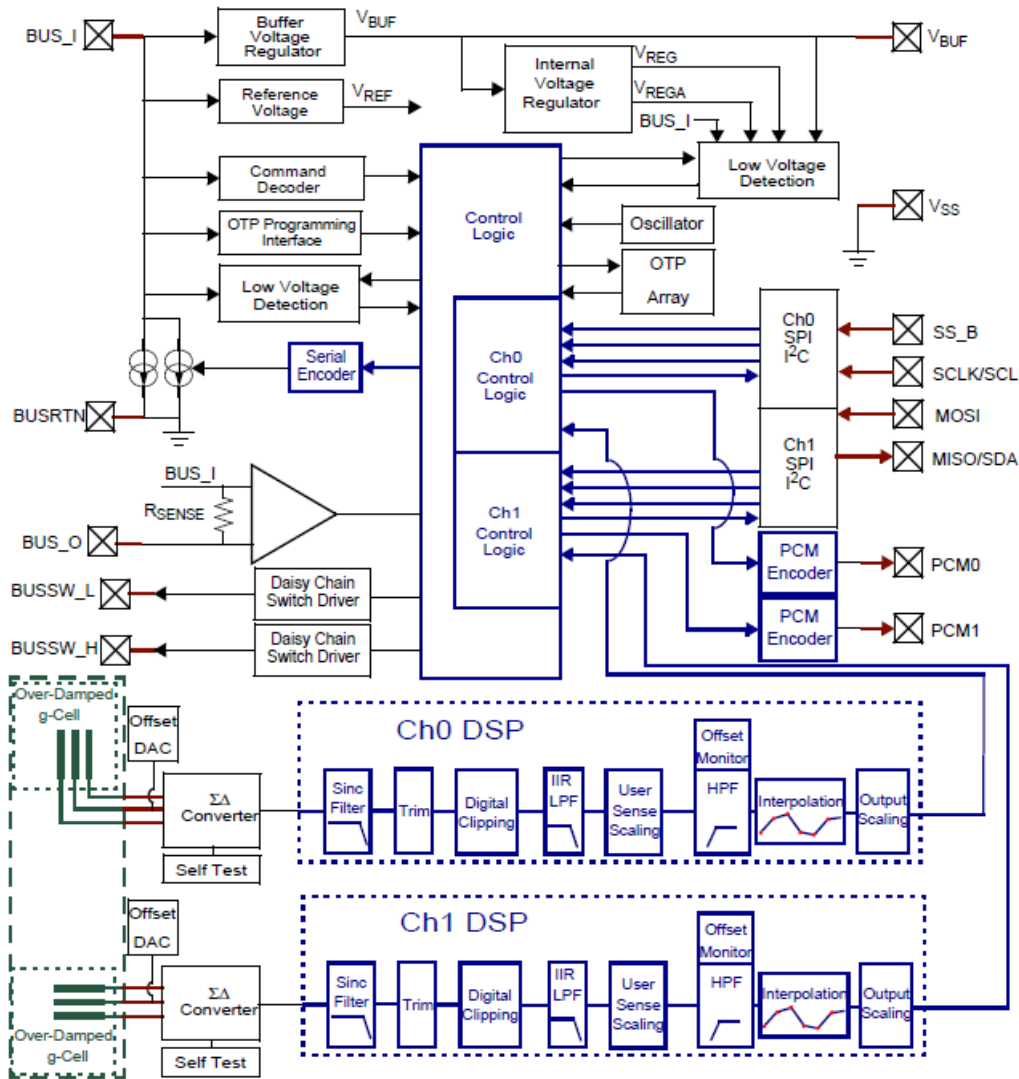 BUS_I
Buffer
Voltage
Regulator
VBUF
VBUF
Internal
Voltage
Regulator
VREG
VREGA
BUS_I
Reference
Voltage
VREF
Low Voltage
Detection
Command
Decoder
Control
Logic
VSS
OTP Programming
Interface
Oscillator
Low Voltage
Detection
OTP
Array
Ch0
SPI
I2C
SS_B
Serial
Encoder
Ch0
Control
Logic
SCLK/SCL
BUSRTN
MOSI
Ch1
SPI
I2C
MISO/SDA
BUS_I
RSENSE
BUS_O
Ch1
Control
Logic
PCM
Encoder
PCM0
BUSSW_L
Daisy Chain
Switch Driver
PCM
Encoder
PCM1
BUSSW_H
Daisy Chain
Switch Driver
Over-Damped
g-Cell
Offset
DAC
ΣΔ
Converter
Self Test
Ch0 DSP
Sinc
Filter
Trim
Digital
Clipping
IIR
LPF
User
Sense
Scaling
Offset
Monitor
HPF
Interpolation
Output
Scaling
Offset
DAC
ΣΔ
Converter
Self Test
Over-Damped
g-Cell
Ch1 DSP
Sinc
Filter
Trim
Digital
Clipping
IIR
LPF
User
Sense
Scaling
Offset
Monitor
HPF
Interpolation
Output
Scaling